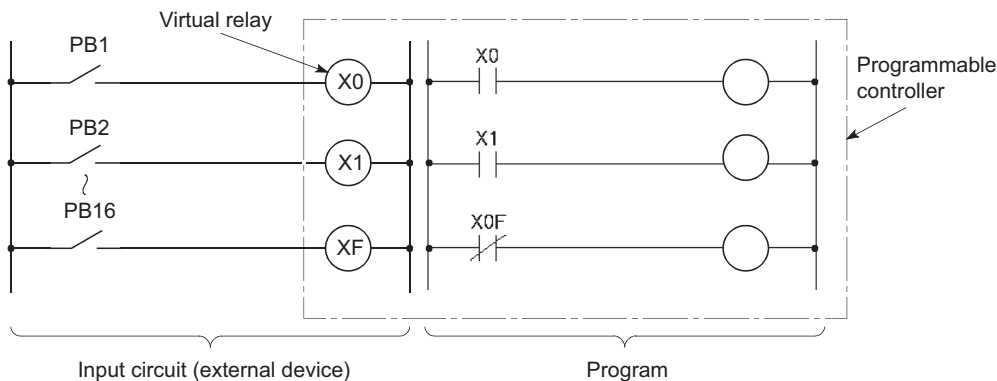 Virtual relay
PB1
X0
X0
Programmable
controller
PB2
X1
X1
PB16
XF
X0F
Input circuit (external device)
Program